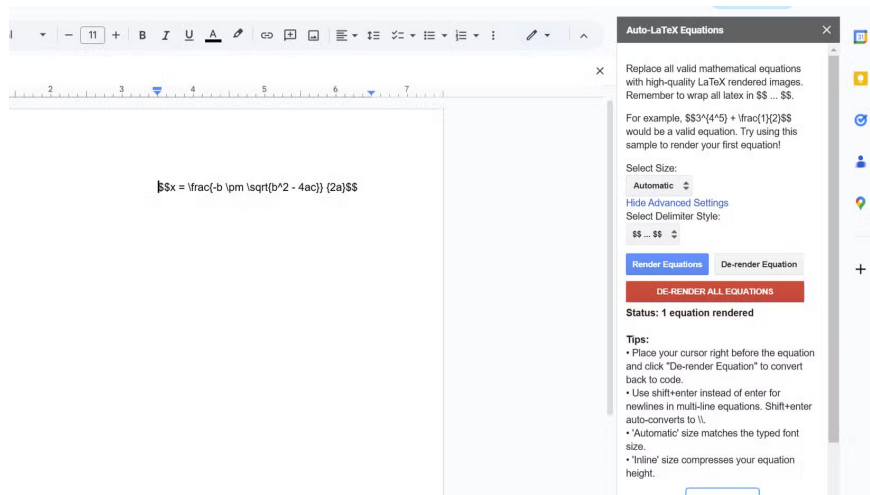 11
B I U A
2 3 4 5 6 7
$$x = \frac{-b \pm \sqrt{b^2 - 4ac}} {2a}$$
Auto-LaTeX Equations
Replace all valid mathematical equations
with high-quality LaTeX rendered images.
Remember to wrap all latex in $$ ... $$.
For example, $$3^{4^5} + \frac{1}{2}$$
would be a valid equation. Try using this
sample to render your first equation!
Select Size:
Automatic
Hide Advanced Settings
Select Delimiter Style:
$$ ... $$
Render Equations De-render Equation
DE-RENDER ALL EQUATIONS
Status: 1 equation rendered
Tips:
• Place your cursor right before the equation
and click "De-render Equation" to convert
back to code.
• Use shift+enter instead of enter for
newlines in multi-line equations. Shift+enter
auto-converts to \\.
• 'Automatic' size matches the typed font
size.
• 'Inline' size compresses your equation
height.
31